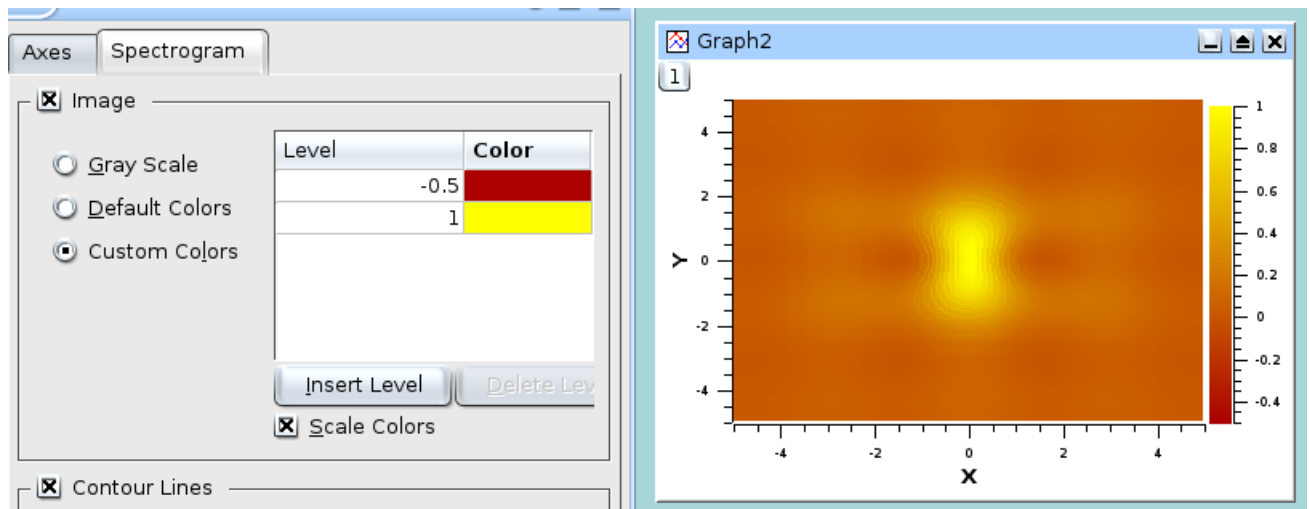 Axes Spectrogram
Image
Gray Scale
Default Colors
Custom Colors
Level Color
-0.5
1
Insert Level Delete Lev
Scale Colors
Contour Lines
Graph2
1
4
2
0
-2
-4
Y
-4 -2 0 2 4
X
1
0.8
0.6
0.4
0.2
0
-0.2
-0.4